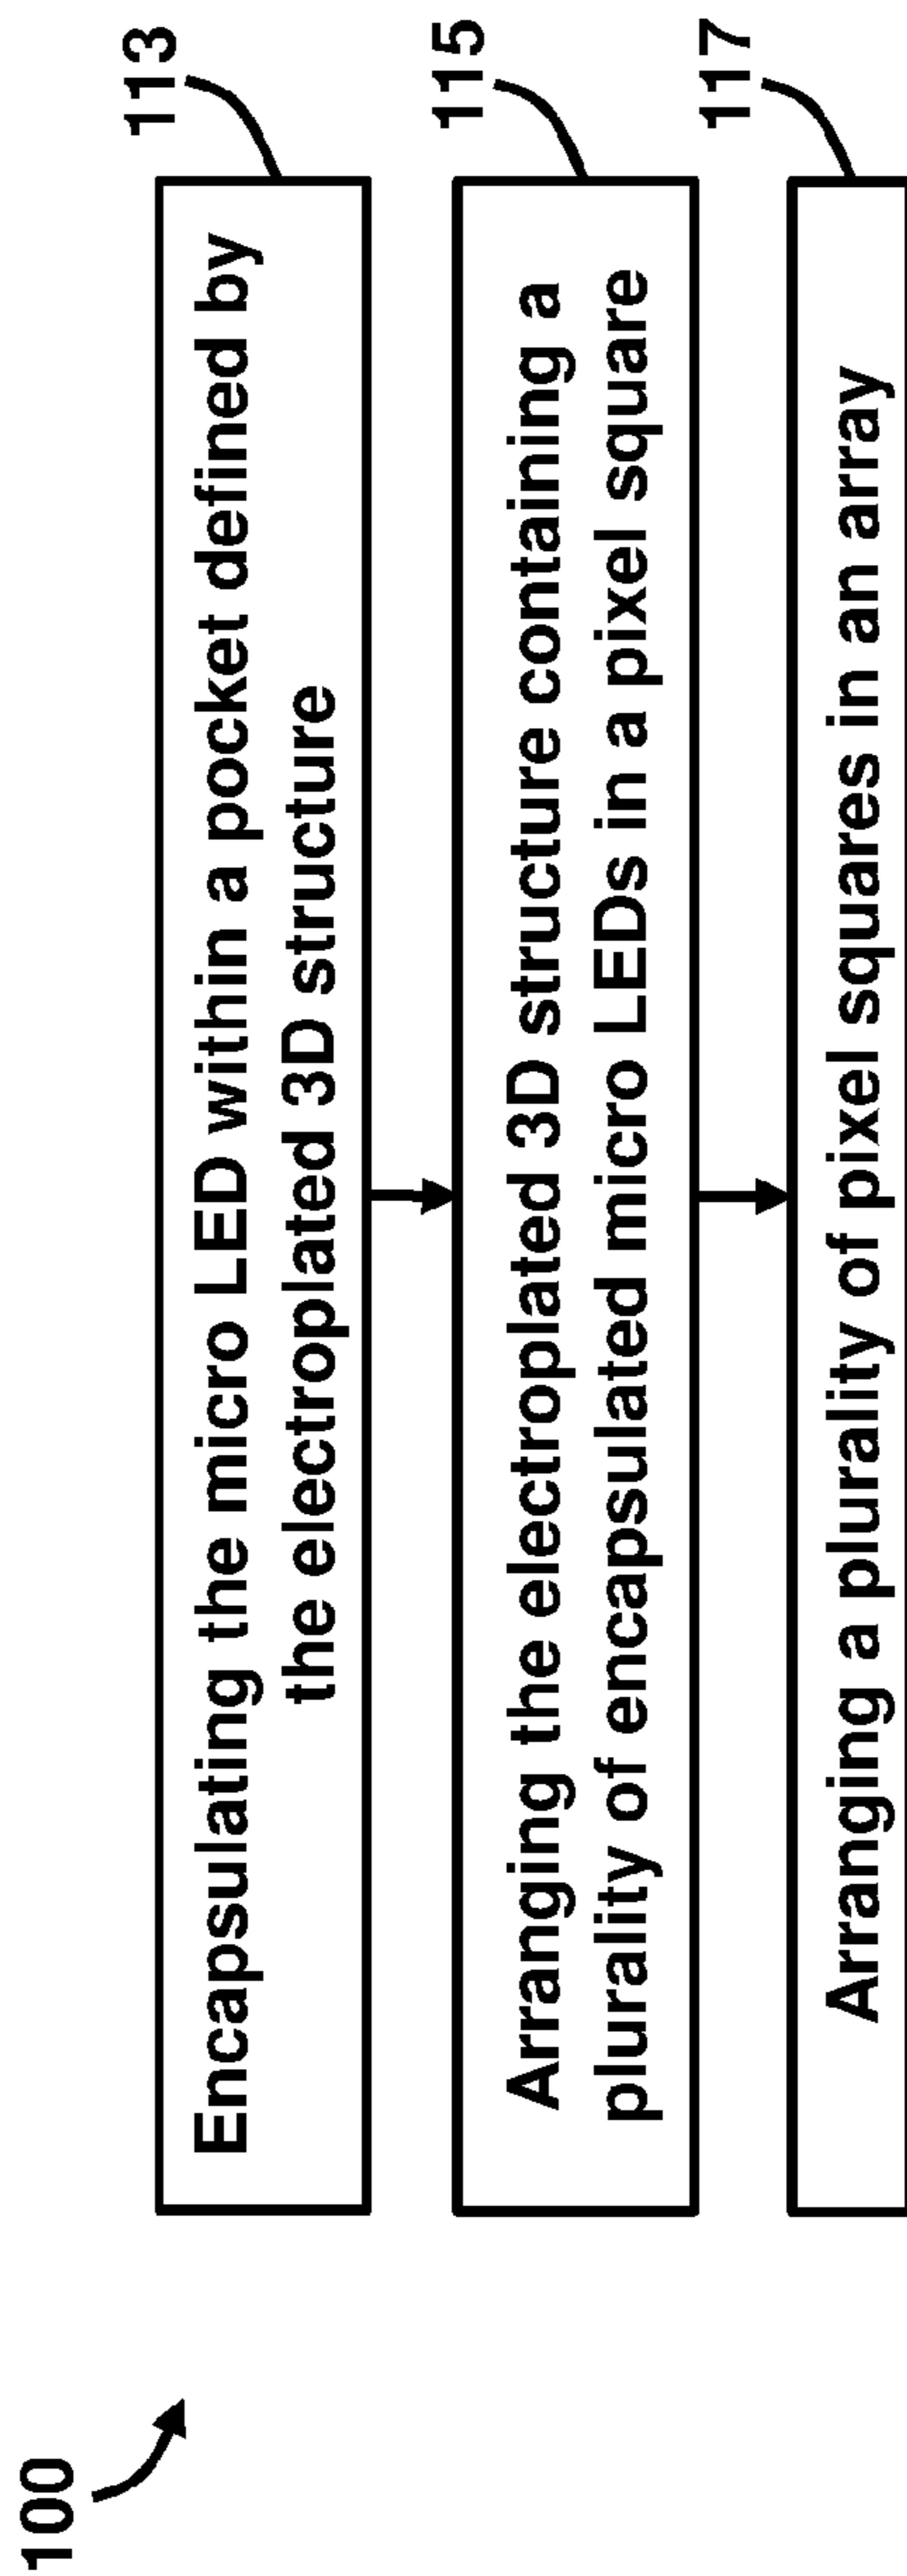 100
113
Encapsulating the micro LED within a pocket defined by
the electroplated 3D structure
115
Arranging the electroplated 3D structure containing a
plurality of encapsulated micro LEDs in a pixel square
117
Arranging a plurality of pixel squares in an array